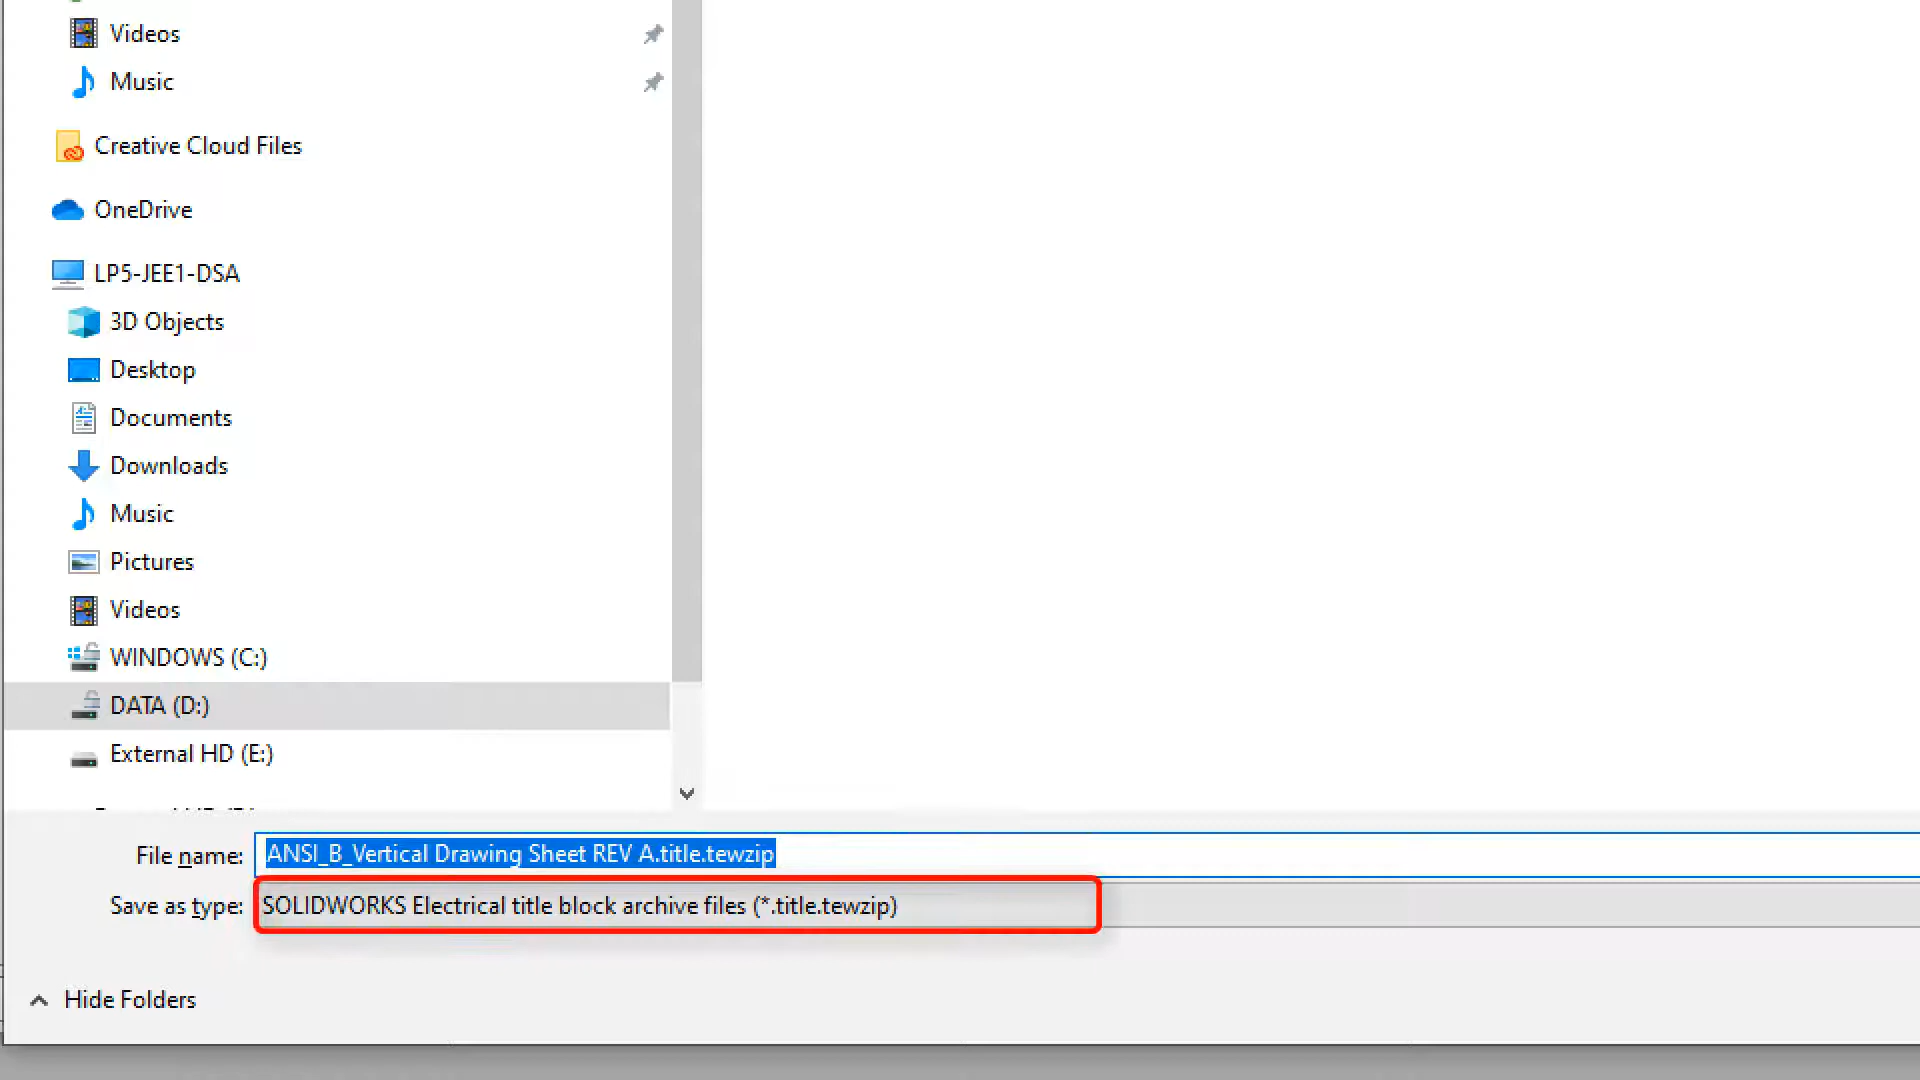 Videos
Music
Creative Cloud Files
OneDrive
LP5-JEE1-DSA
3D Objects
Desktop
Documents
Downloads
Music
Pictures
Videos
WINDOWS (C:)
DATA (D:)
External HD (E:)
File name: ANSI_B_Vertical Drawing Sheet REV A.title.tewzip
Save as type: SOLIDWORKS Electrical title block archive files (*.title.tewzip)
Hide Folders